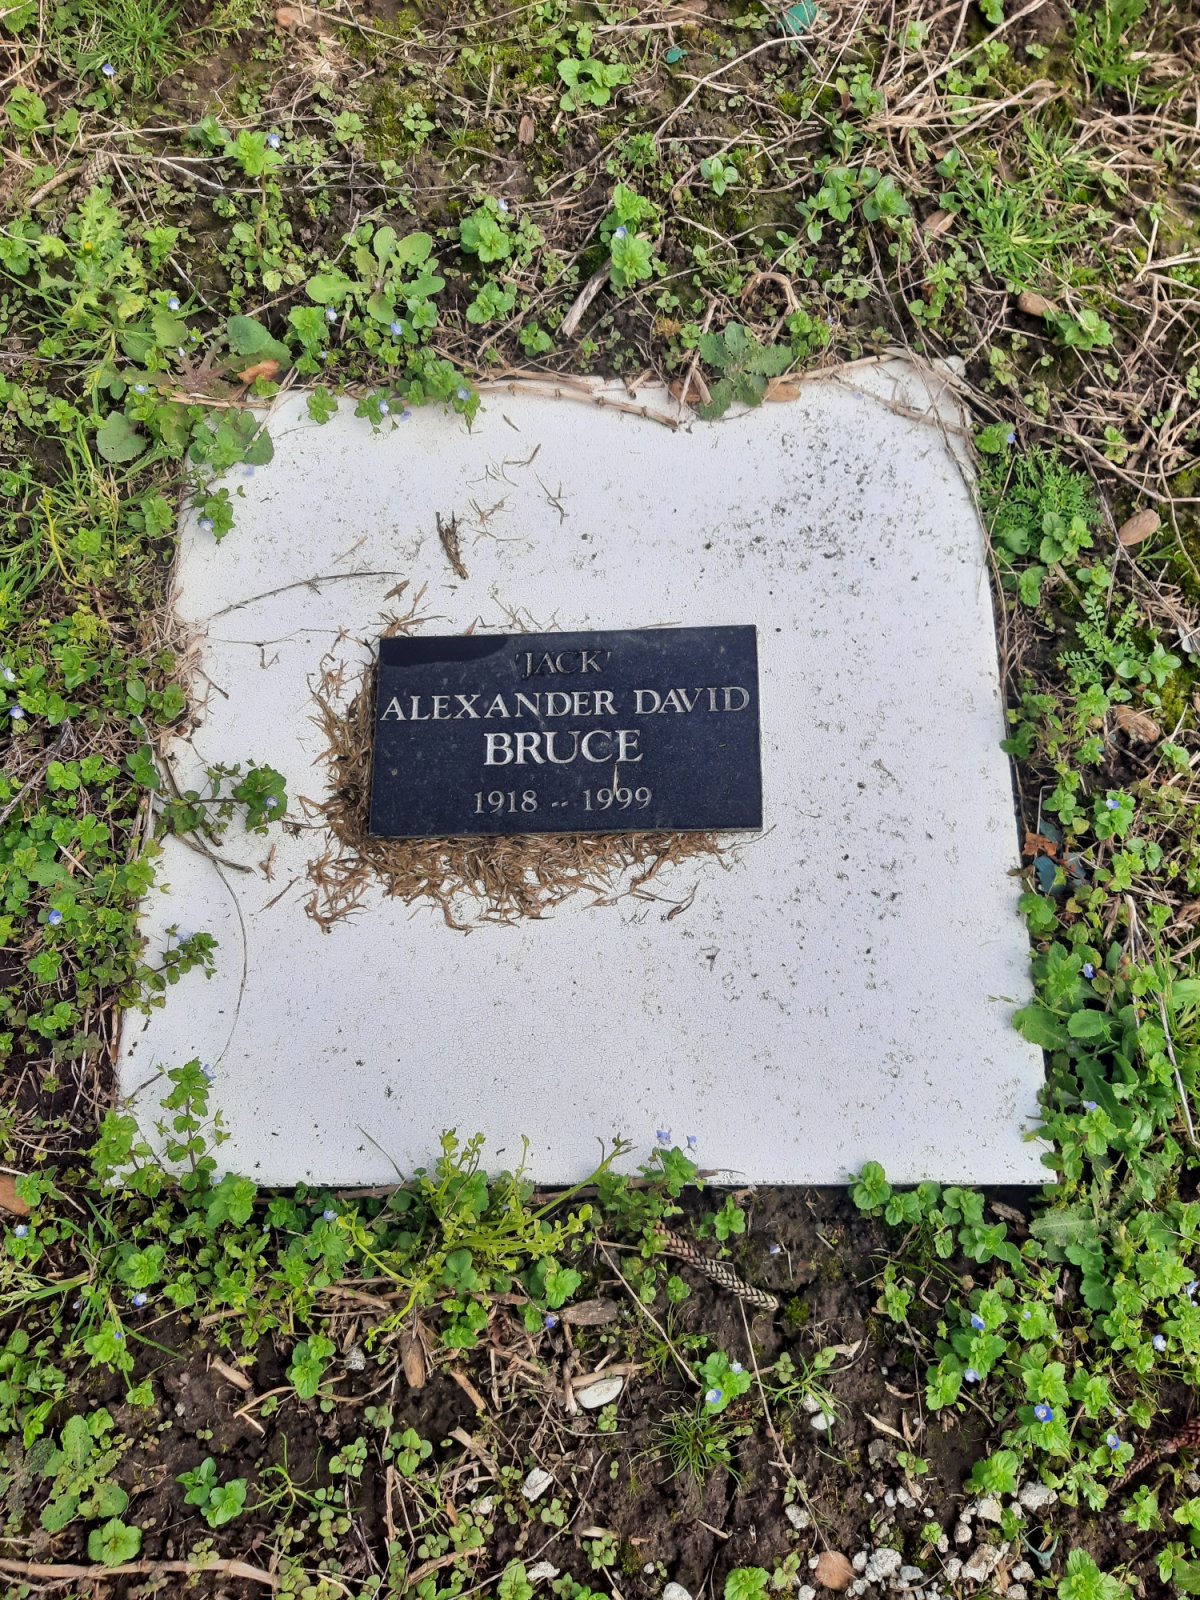 'JACK'
ALEXANDER DAVID
BRUCE
1918 -- 1999